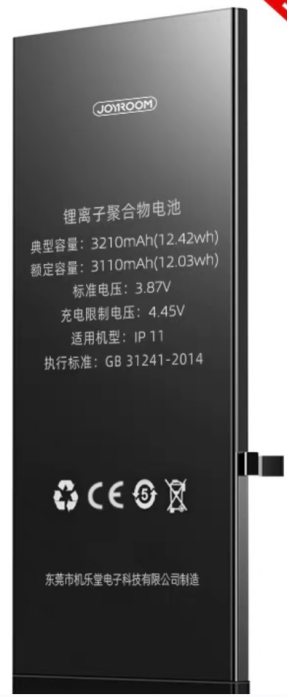 JOYROOM
锂离子聚合物电池
典型容量：3210mAh(12.42wh)
额定容量：3110mAh(12.03wh)
标准电压：3.87V
充电限制电压：4.45V
适用机型：IP 11
执行标准：GB 31241-2014
CE 5
东莞市机乐堂电子科技有限公司制造